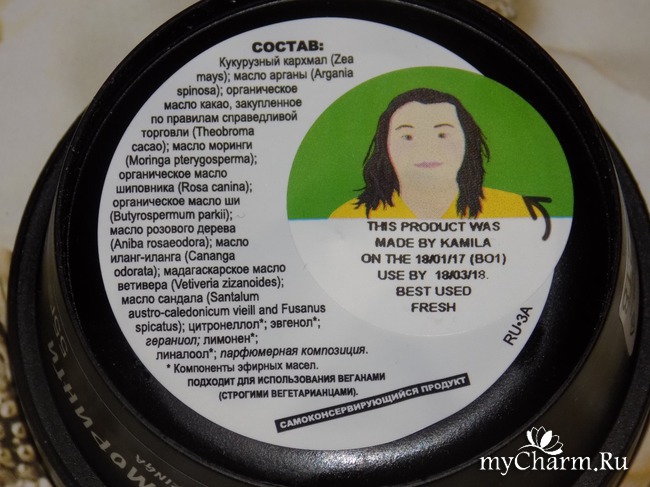 СОСТАВ:
Кукурузный кархмал (Zea
mays); масло арганы (Argania
spinosa); органическое
масло какао, закупленное
по правилам справедливой
торговли (Theobroma
cacao); масло моринги
(Moringa pterygosperma);
органическое масло
шиповника (Rosa canina);
органическое масло ши
(Butyrospermum parkii);
масло розового дерева
(Aniba rosaeodora); масло
иланг-иланга (Cananga
odorata); мадагаскарское масло
ветивера (Vetiveria zizanoides);
масло сандала (Santalum
austro-caledonicum vieill and Fusanus
spicatus); цитронеллол*; эвгенол*;
гераниол; лимонен*;
линалоол*; парфюмерная композиция.
* Компоненты эфирных масел.
ПОДХОДИТ ДЛЯ ИСПОЛЬЗОВАНИЯ ВЕГАНАМИ
(СТРОГИМИ ВЕГЕТАРИАНЦАМИ).
САМОКОНСЕРВИРУЮЩИЙСЯ ПРОДУКТ
THIS PRODUCT WAS
MADE BY KAMILA
ON THE 18/01/17 (BO1)
USE BY 18/03/18.
BEST USED
FRESH
RU•3A
МОРИНГИ
myCharm.Ru